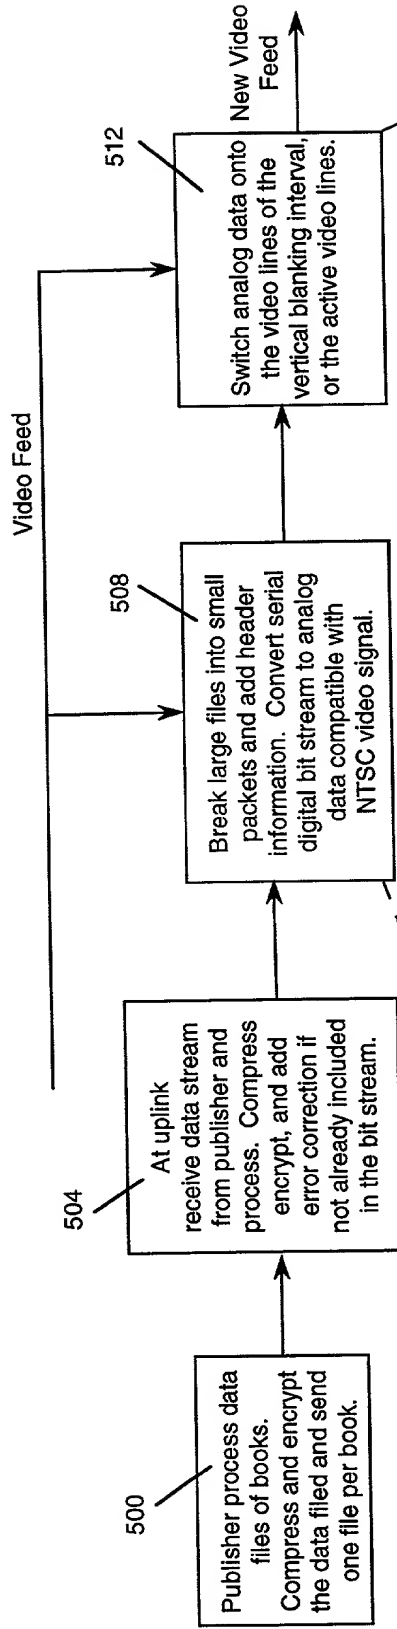 500
Publisher process data
files of books.
Compress and encrypt
the data filed and send
one file per book.
504
At uplink
receive data stream
from publisher and
process. Compress
encrypt, and add
error correction if
not already included
in the bit stream.
Video Feed
508
Break large files into small
packets and add header
information. Convert serial
digital bit stream to analog
data compatible with
NTSC video signal.
512
Switch analog data onto
the video lines of the
vertical blanking interval,
or the active video lines.
New Video
Feed